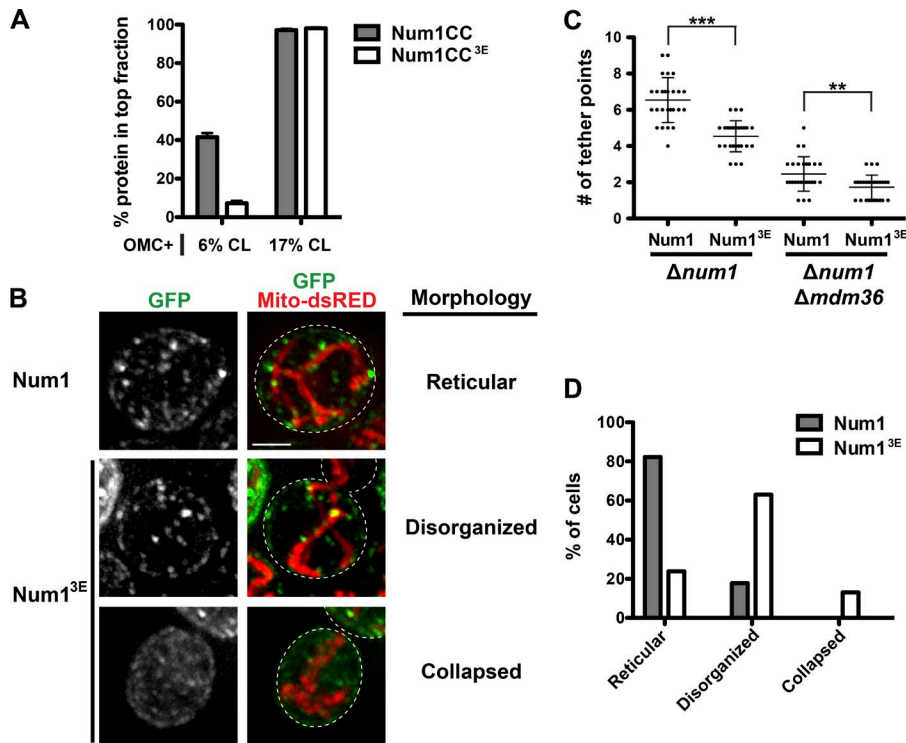 A
% protein in top fraction
100
80
60
40
20
0
Num1CC
Num1CC3E
OMC+ 6% CL 17% CL
B
GFP
GFP
Mito-dsRED
Morphology
Num1
Reticular
Num13E
Disorganized
Collapsed
C
# of tether points
10
8
6
4
2
0
***
**
Num1 Num13E Num1 Num13E
Δnum1
Δnum1
Δmdm36
D
% of cells
100
80
60
40
20
0
Num1
Num13E
Reticular
Disorganized
Collapsed